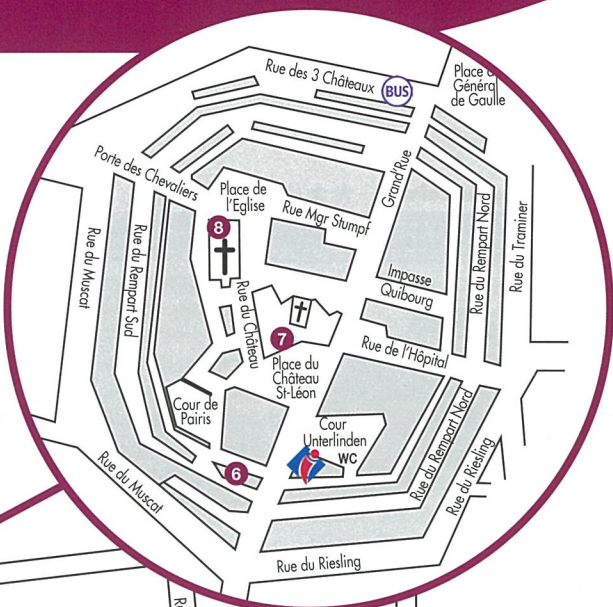 Rue des 3 Châteaux
BUS
Place d
Général
de Gaulle
Porte des Chevaliers
Place de
l'Eglise
Rue Mgr Stumpf
Grand'Rue
8
Rue du Muscat
Rue du Rempart Sud
Rue du Château
Impasse
Quibourg
Rue du Rempart Nord
Rue du Traminer
7
Rue de l'Hôpital
Place du
Château
St-Léon
Cour de
Pairis
Cour
Unterlinden
WC
6
Rue du Rempart Nord
Rue du Riesling
Rue du Muscat
Rue du Riesling